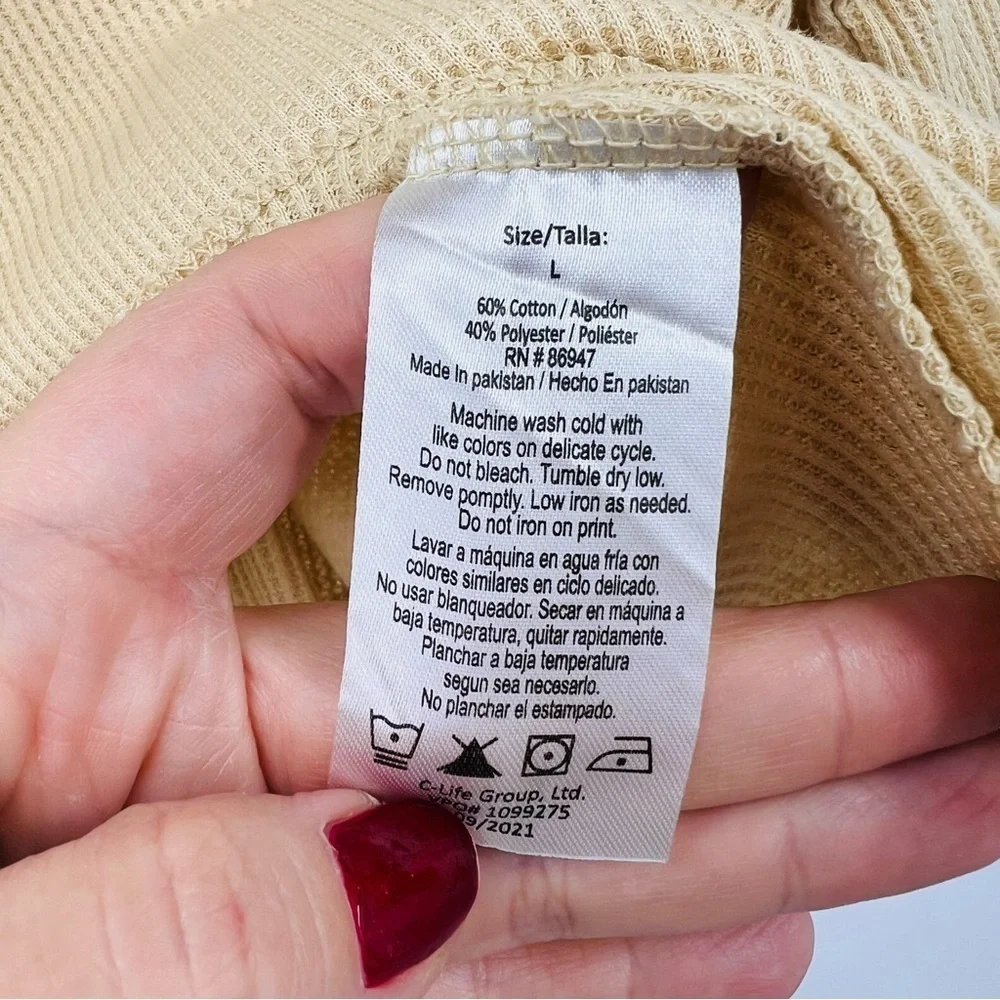 Size/Talla:
L
60% Cotton / Algodón
40% Polyester / Poliéster
RN # 86947
Made In pakistan / Hecho En pakistan
Machine wash cold with
like colors on delicate cycle.
Do not bleach. Tumble dry low.
Remove pomptly. Low iron as needed.
Do not iron on print.
Lavar a máquina en agua fría con
colores similares en ciclo delicado.
No usar blanqueador. Secar en máquina a
baja temperatura, quitar rapidamente.
Planchar a baja temperatura
segun sea necesario.
No planchar el estampado.
C-Life Group, Ltd.
VPO# 1099275
09/2021